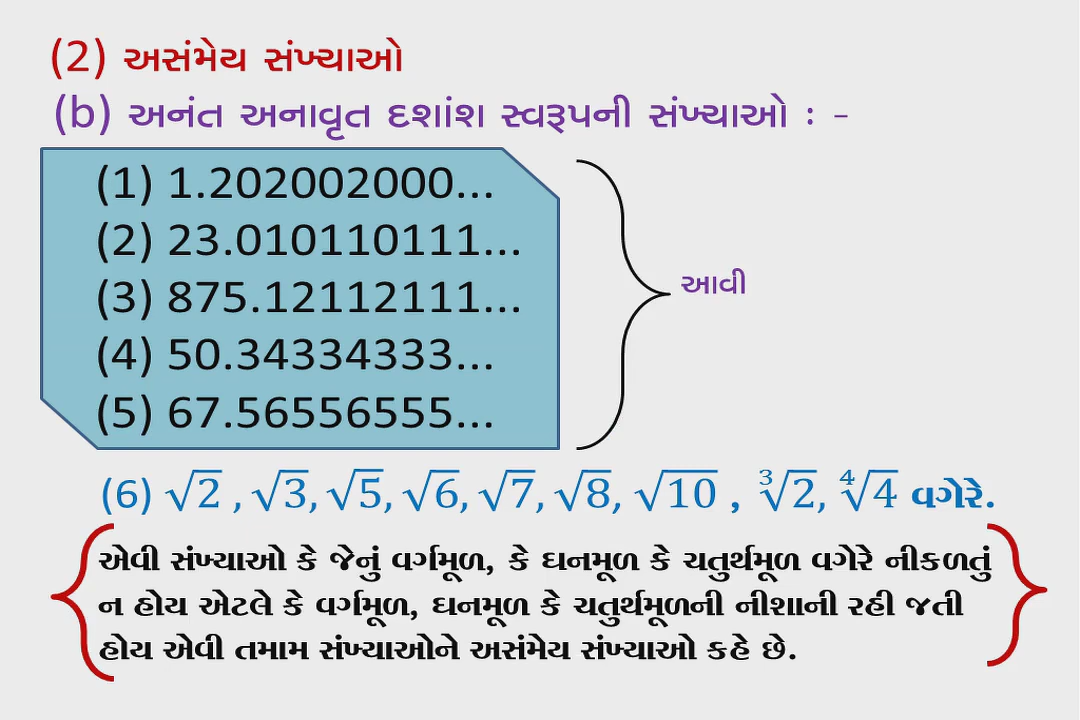 (2) અસંમેય સંખ્યાઓ
(b) અનંત અનાવૃત દશાંશ સ્વરૂપની સંખ્યાઓ : -
(1) 1.202002000...
(2) 23.010110111...
(3) 875.12112111...
આવી
(4) 50.34334333...
(5) 67.56556555...
(6) √2 , √3, √5, √6, √7, √8, √10 , ∛2, ∜4 વગેરે.
એવી સંખ્યાઓ કે જેનું વર્ગમૂળ, કે ઘનમૂળ કે ચતુર્થમૂળ વગેરે નીકળતું
ન હોય એટલે કે વર્ગમૂળ, ઘનમૂળ કે ચતુર્થમૂળની નીશાની રહી જતી
હોય એવી તમામ સંખ્યાઓને અસંમેય સંખ્યાઓ કહે છે.